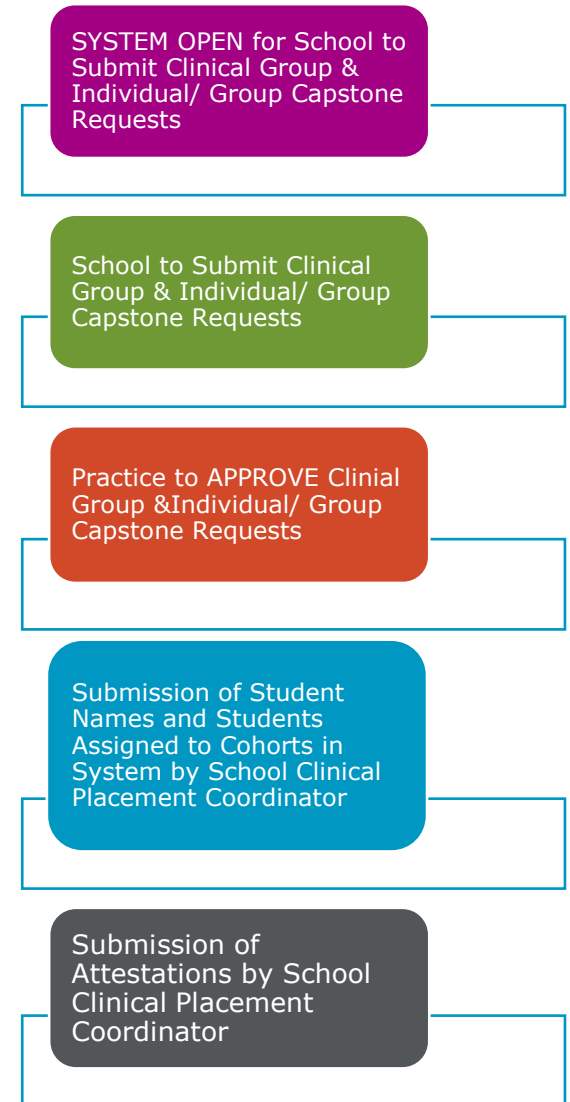 SYSTEM OPEN for School to
Submit Clinical Group &
Individual/ Group Capstone
Requests
School to Submit Clinical
Group & Individual/ Group
Capstone Requests
Practice to APPROVE Clinial
Group &Individual/ Group
Capstone Requests
Submission of Student
Names and Students
Assigned to Cohorts in
System by School Clinical
Placement Coordinator
Submission of
Attestations by School
Clinical Placement
Coordinator